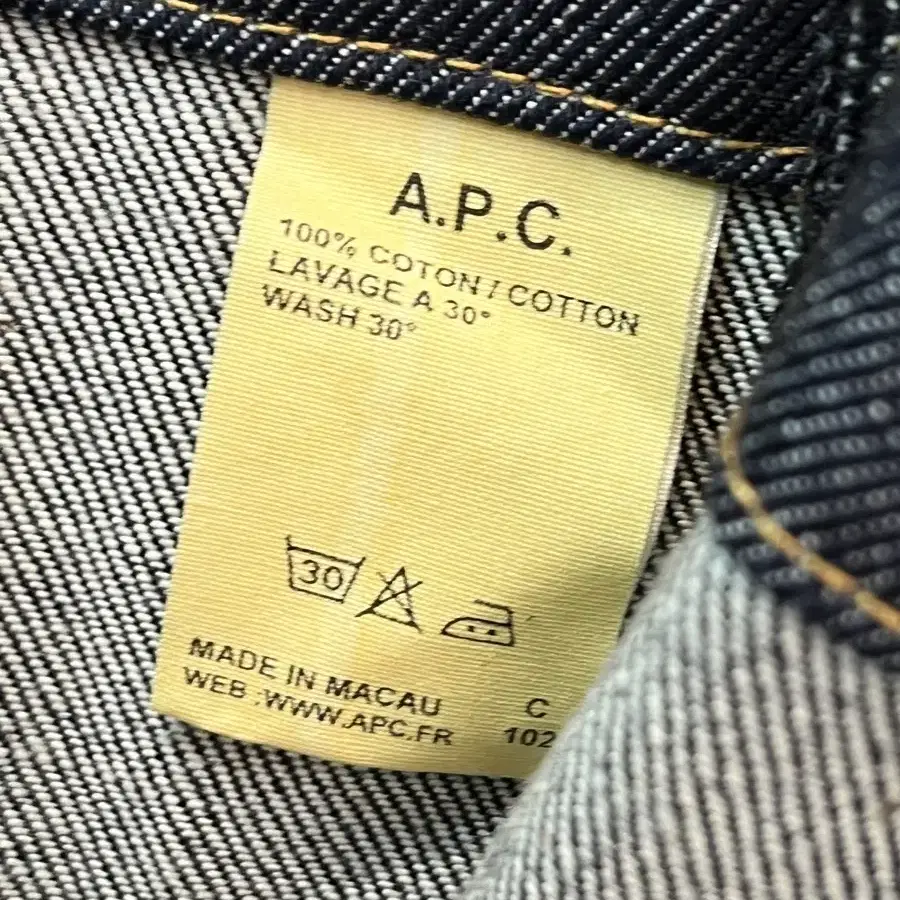 A.P.C.
100% COTON / COTTON
LAVAGE A 30°
WASH 30°
30
MADE IN MACAU C
WEB :WWW.APC.FR 102